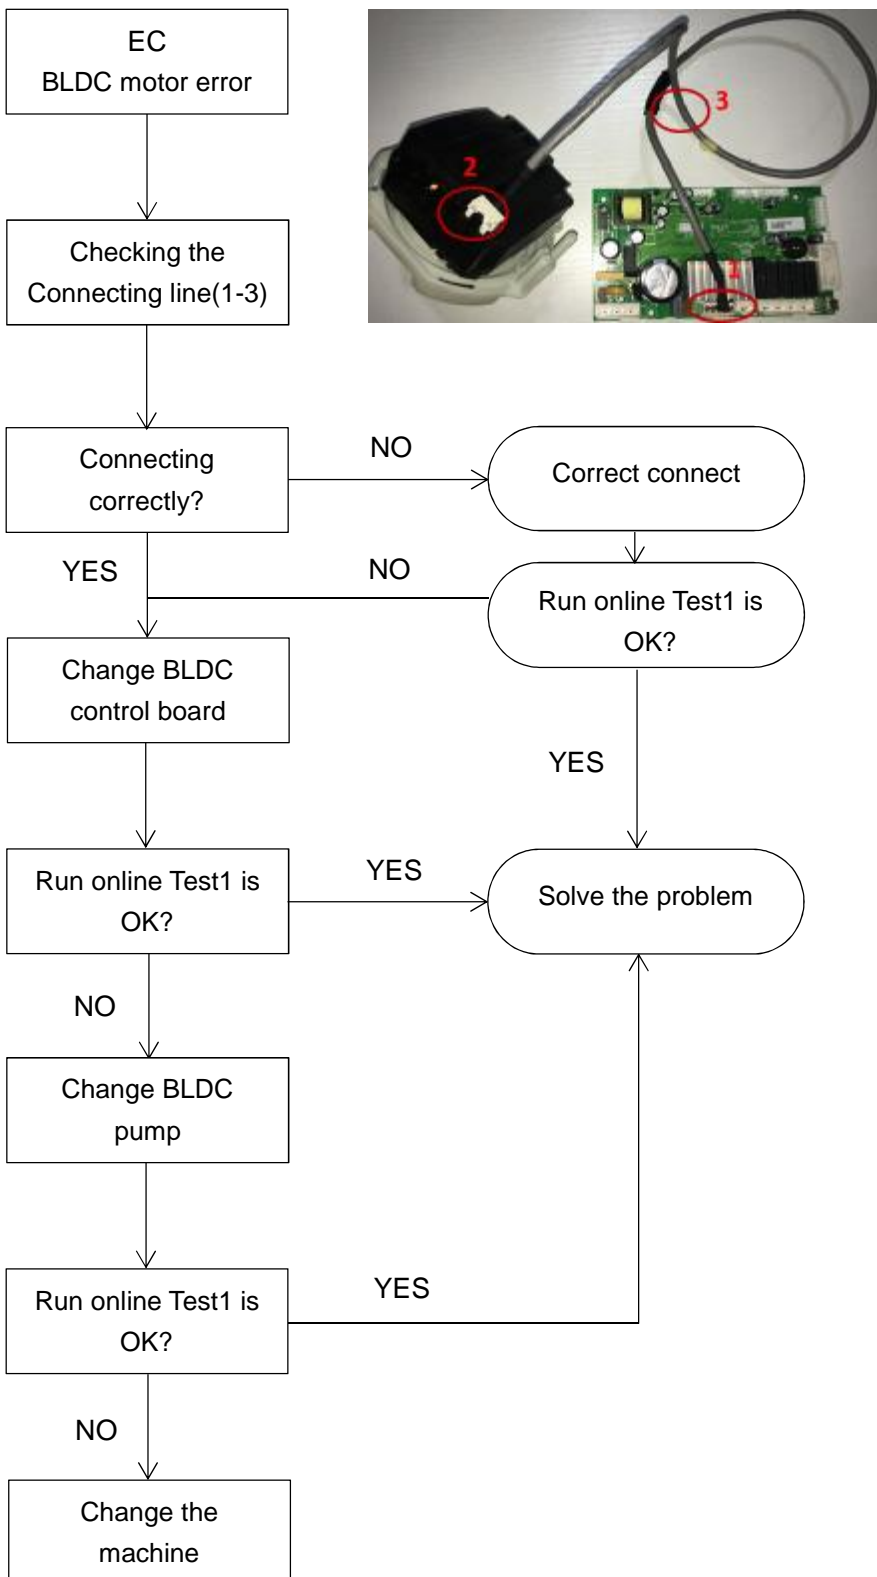 EC
BLDC motor error
3
2
1
Checking the
Connecting line(1-3)
Connecting
correctly?
NO
Correct connect
YES
NO
Run online Test1 is
OK?
Change BLDC
control board
YES
Run online Test1 is
OK?
YES
Solve the problem
NO
Change BLDC
pump
Run online Test1 is
OK?
YES
NO
Change the
machine